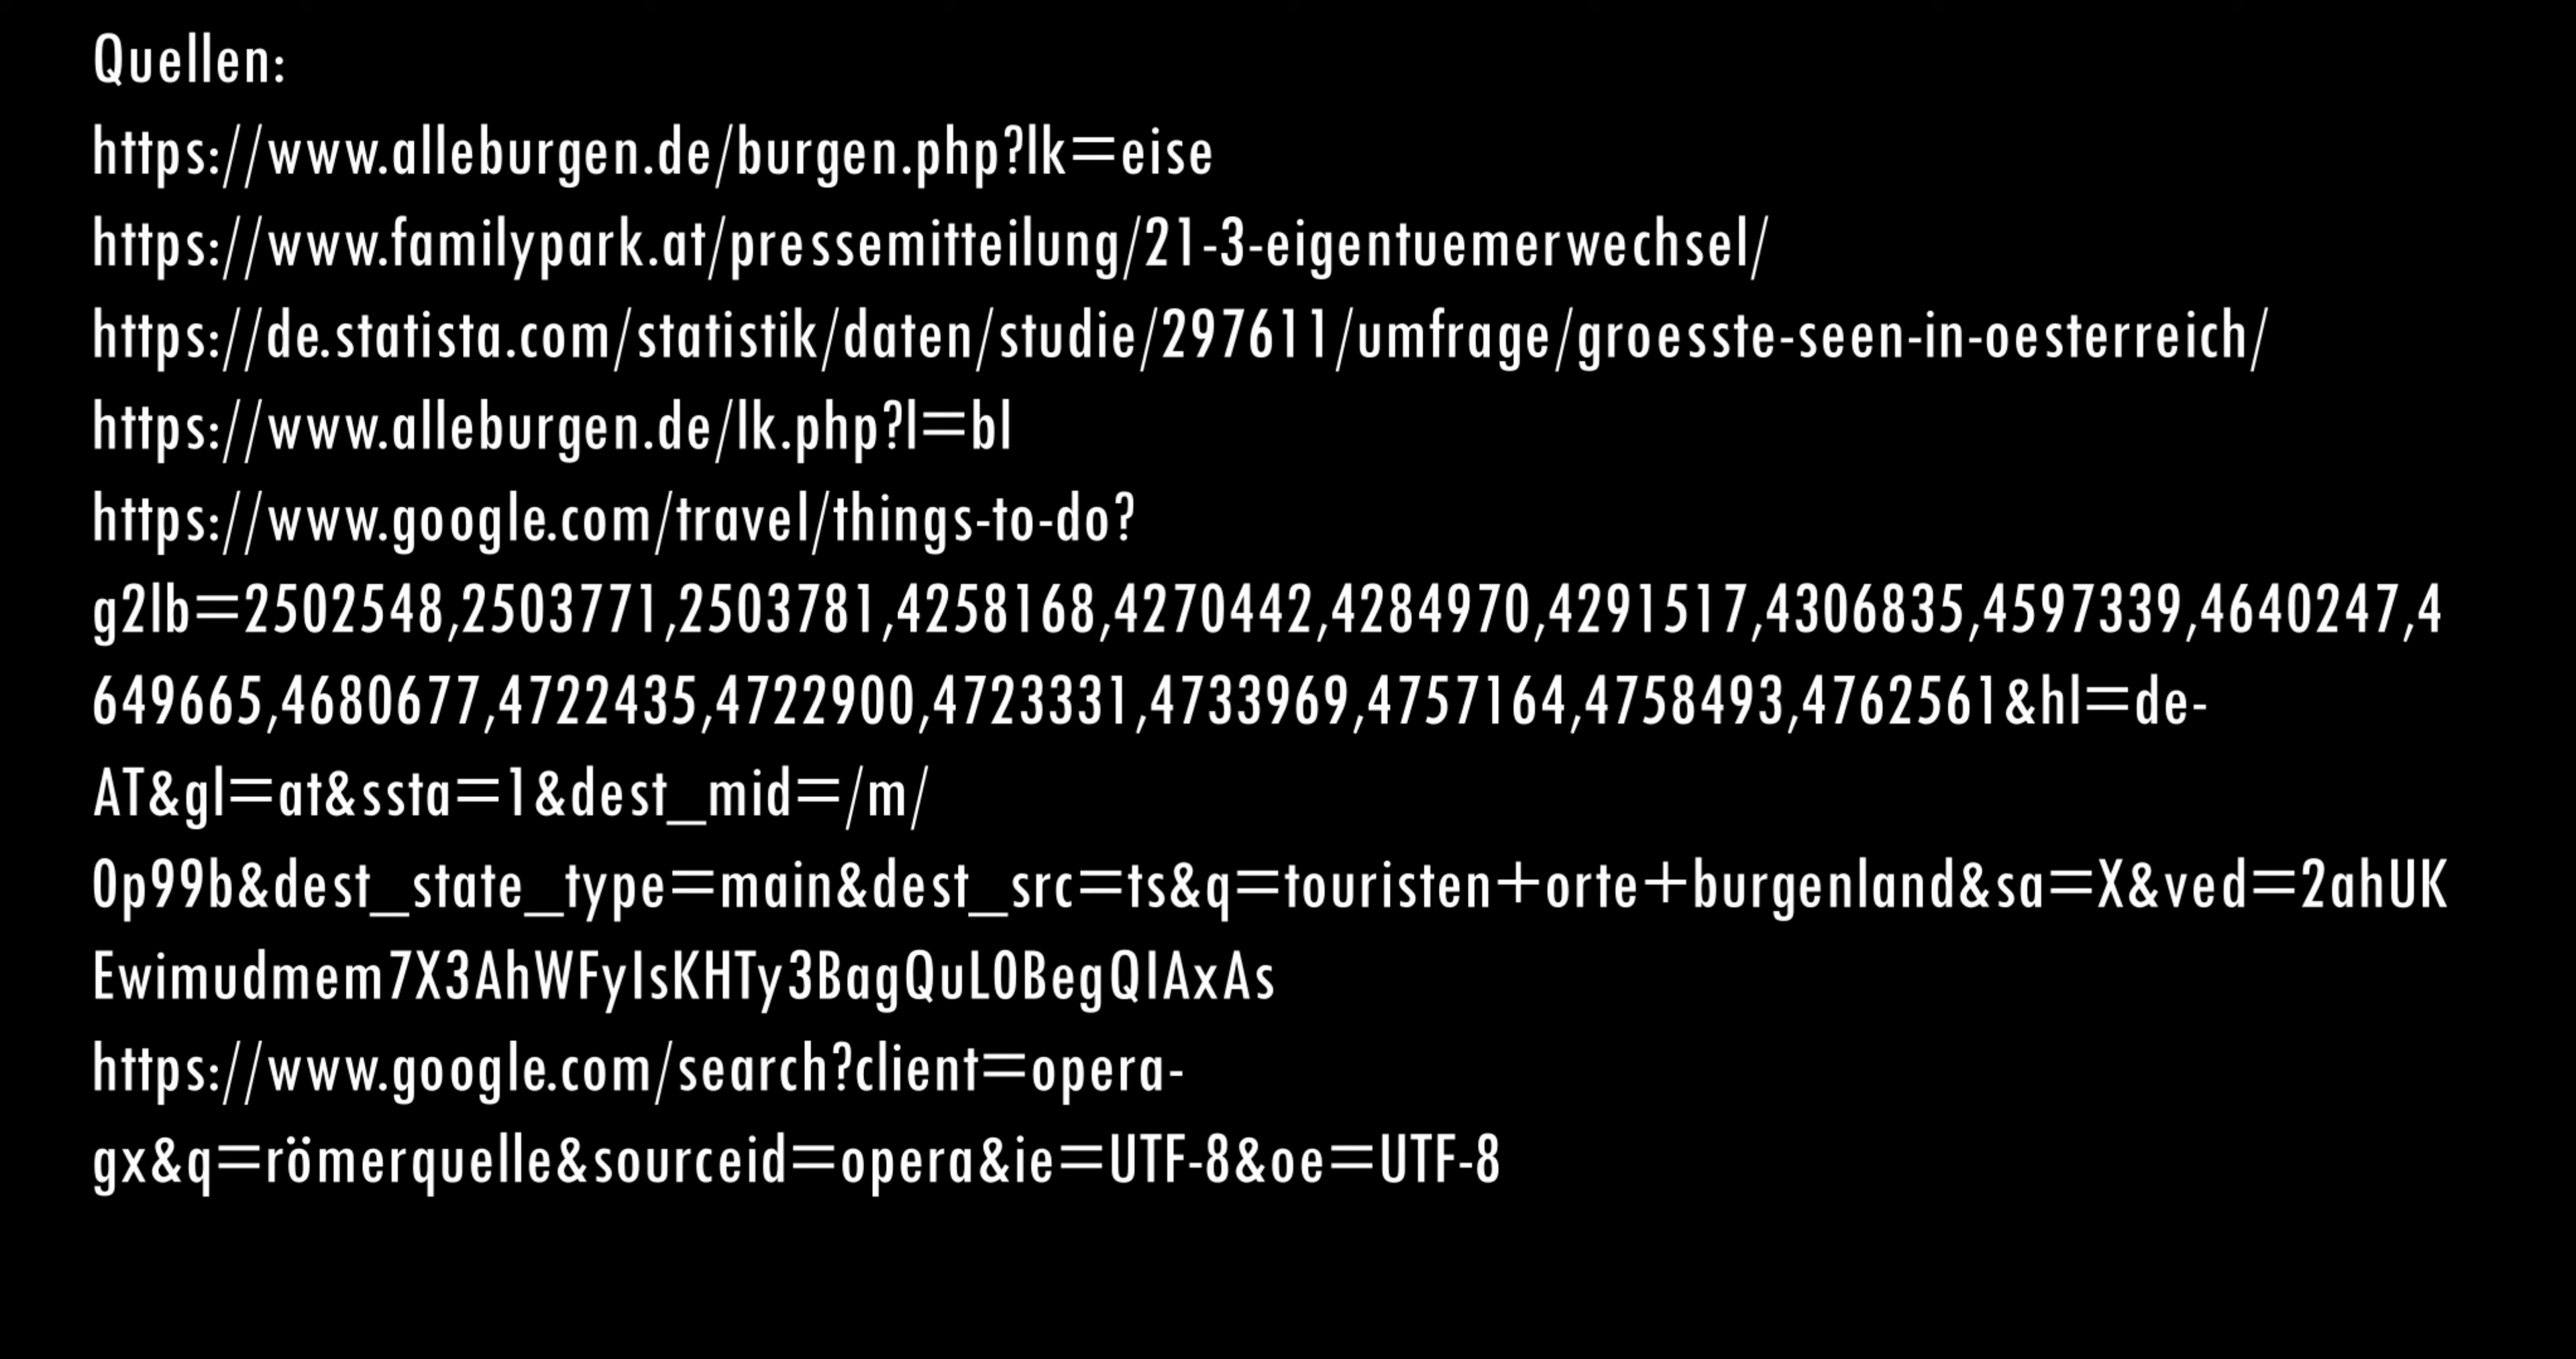 Quellen:
https://www.alleburgen.de/burgen.php?lk=eise
https://www.familypark.at/pressemitteilung/21-3-eigentuemerwechsel/
https://de.statista.com/statistik/daten/studie/297611/umfrage/groesste-seen-in-oesterreich/
https://www.alleburgen.de/lk.php?l=bl
https://www.google.com/travel/things-to-do?
g2lb=2502548,2503771,2503781,4258168,4270442,4284970,4291517,4306835,4597339,4640247,4
649665,4680677,4722435,4722900,4723331,4733969,4757164,4758493,4762561&hl=de-
AT&gl=at&ssta=1&dest_mid=/m/
0p99b&dest_state_type=main&dest_src=ts&q=touristen+orte+burgenland&sa=X&ved=2ahUK
Ewimudmem7X3AhWFyIsKHTy3BagQuL0BegQIAxAs
https://www.google.com/search?client=opera-
gx&q=römerquelle&sourceid=opera&ie=UTF-8&oe=UTF-8